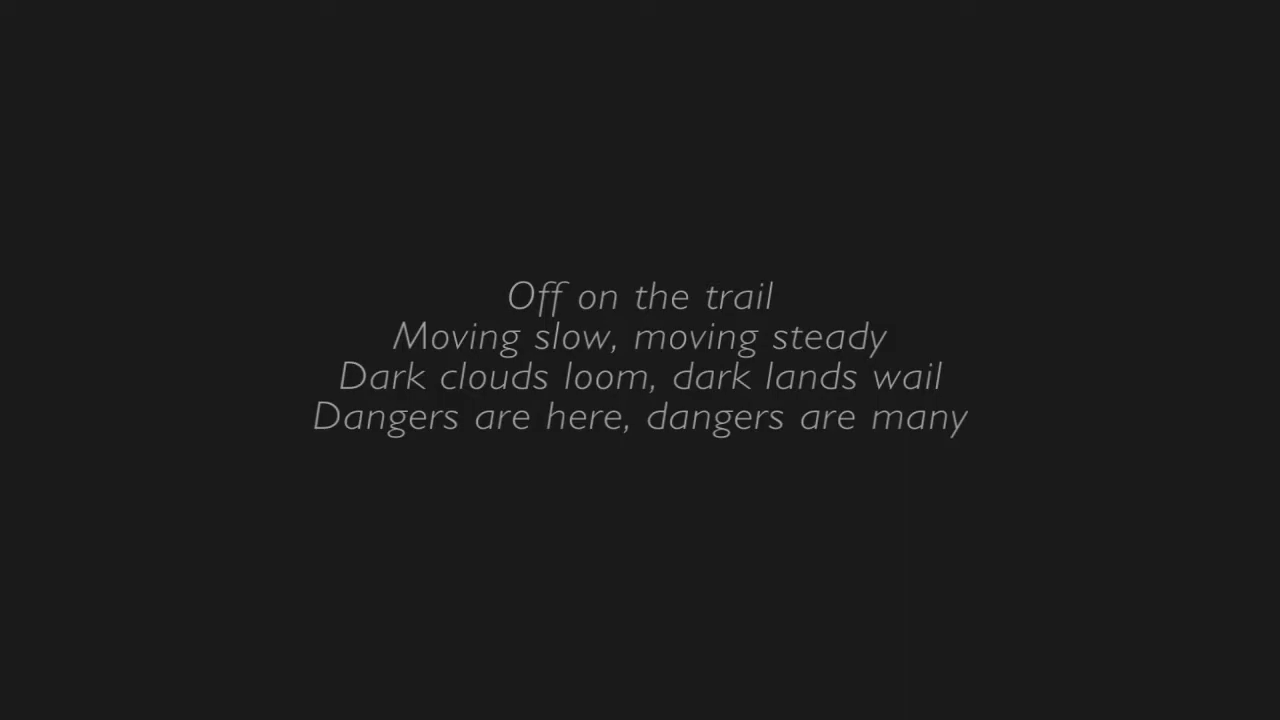 Off on the trail
Moving slow, moving steady
Dark clouds loom, dark lands wail
Dangers are here, dangers are many